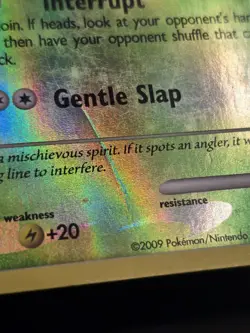 Interrupt
oin. If heads, look at your opponent's
then have your opponent shuffle that
ck.
Gentle Slap
a mischievous spirit. If it spots an angler, it
line to interfere.
weakness
resistance
+20
©2009 Pokémon/Nintendo